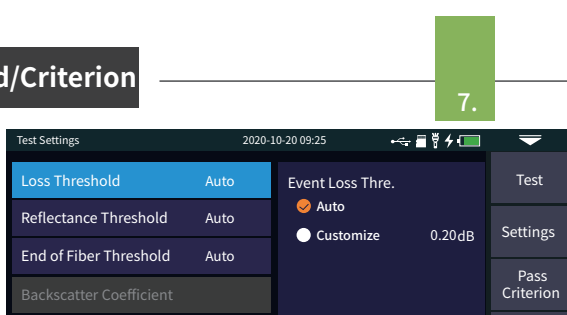 d/Criterion
7.
Test Settings 2020-10-20 09:25
Loss Threshold Auto
Reflectance Threshold Auto
End of Fiber Threshold Auto
Backscatter Coefficient
Event Loss Thre.
Auto
Customize 0.20dB
Test
Settings
Pass
Criterion